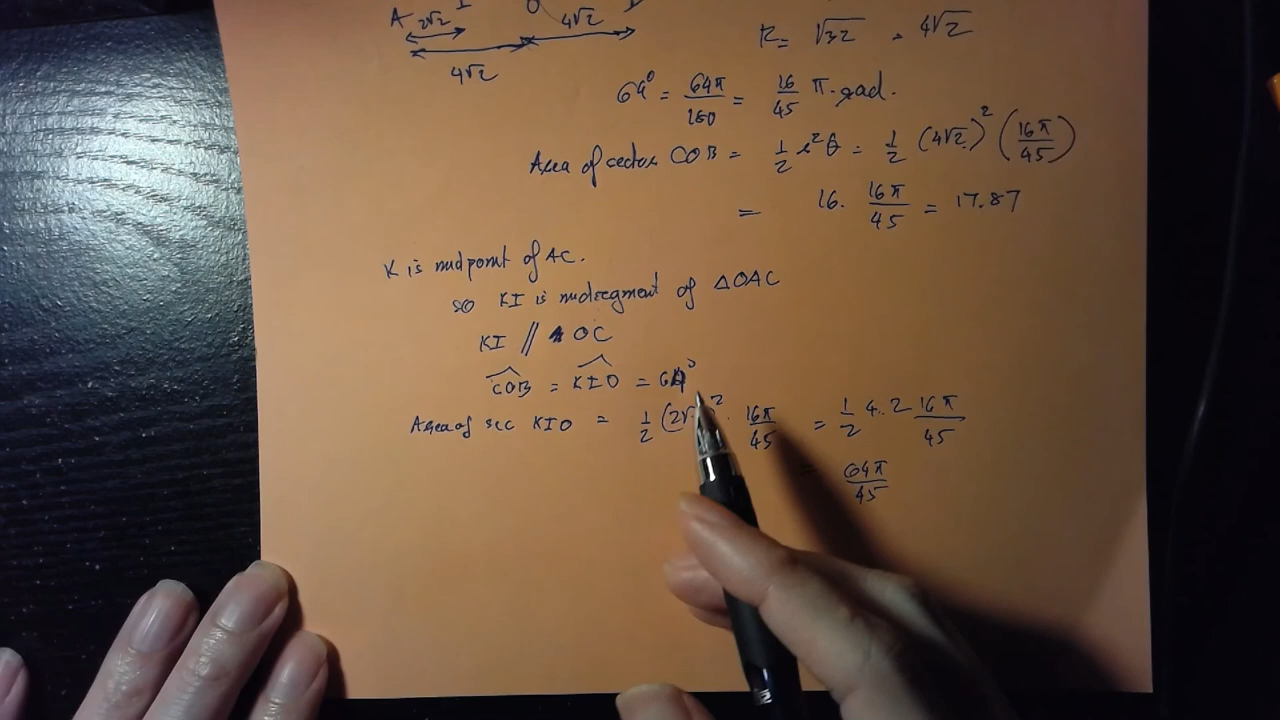 A 2√2 I O 4√2
4√2
R = √32 = 4√2
64° = 64π/180 = 16/45 π rad.
Area of sector COB = 1/2 r²θ = 1/2 (4√2)² (16π/45)
= 16. 16π/45 = 17.87
K is midpoint of AC.
so KI is midsegment of △OAC
KI // OC
COB = KIO = 64°
Area of sec KIO = 1/2 (2√ )². 16π/45 = 1/2 4. 2 16π/45
= 64π/45